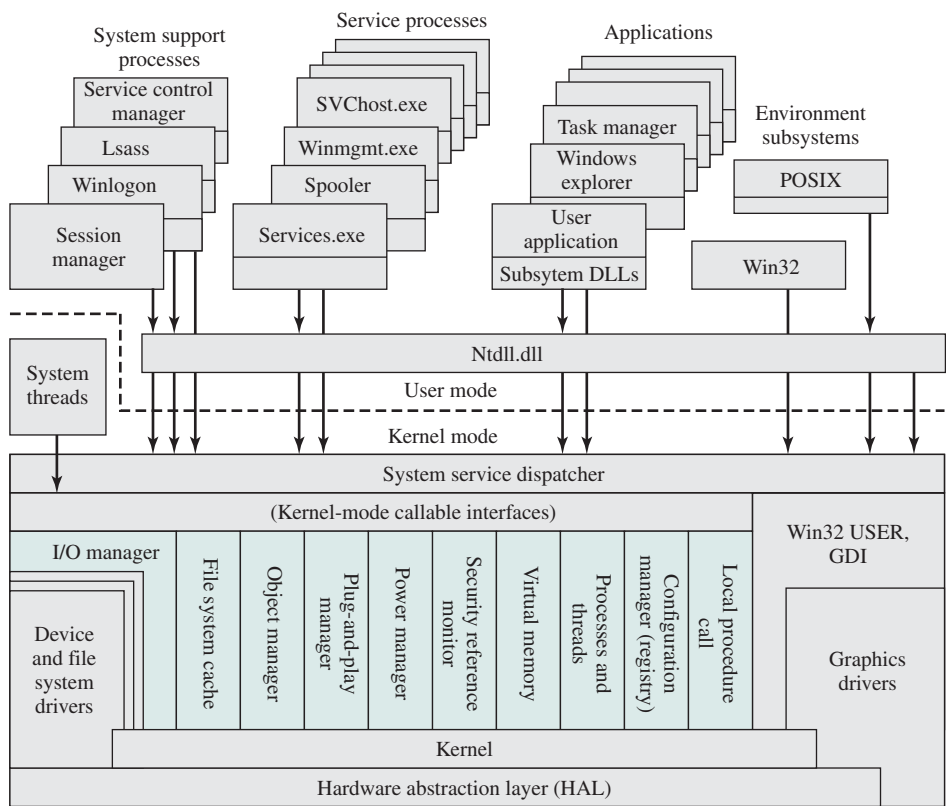 Service processes
System support
processes
Applications
Service control
manager
SVChost.exe
Task manager
Environment
subsystems
Lsass
Winmgmt.exe
Windows
explorer
Winlogon
Spooler
POSIX
Session
manager
Services.exe
User
application
Subsytem DLLs
Win32
Ntdll.dll
System
threads
User mode
Kernel mode
System service dispatcher
(Kernel-mode callable interfaces)
Win32 USER,
GDI
I/O manager
File system cache
Object manager
Plug-and-play
manager
Power manager
Security reference
monitor
Virtual memory
Processes and
threads
Configuration
manager (registry)
Local procedure
call
Device
and file
system
drivers
Graphics
drivers
Kernel
Hardware abstraction layer (HAL)